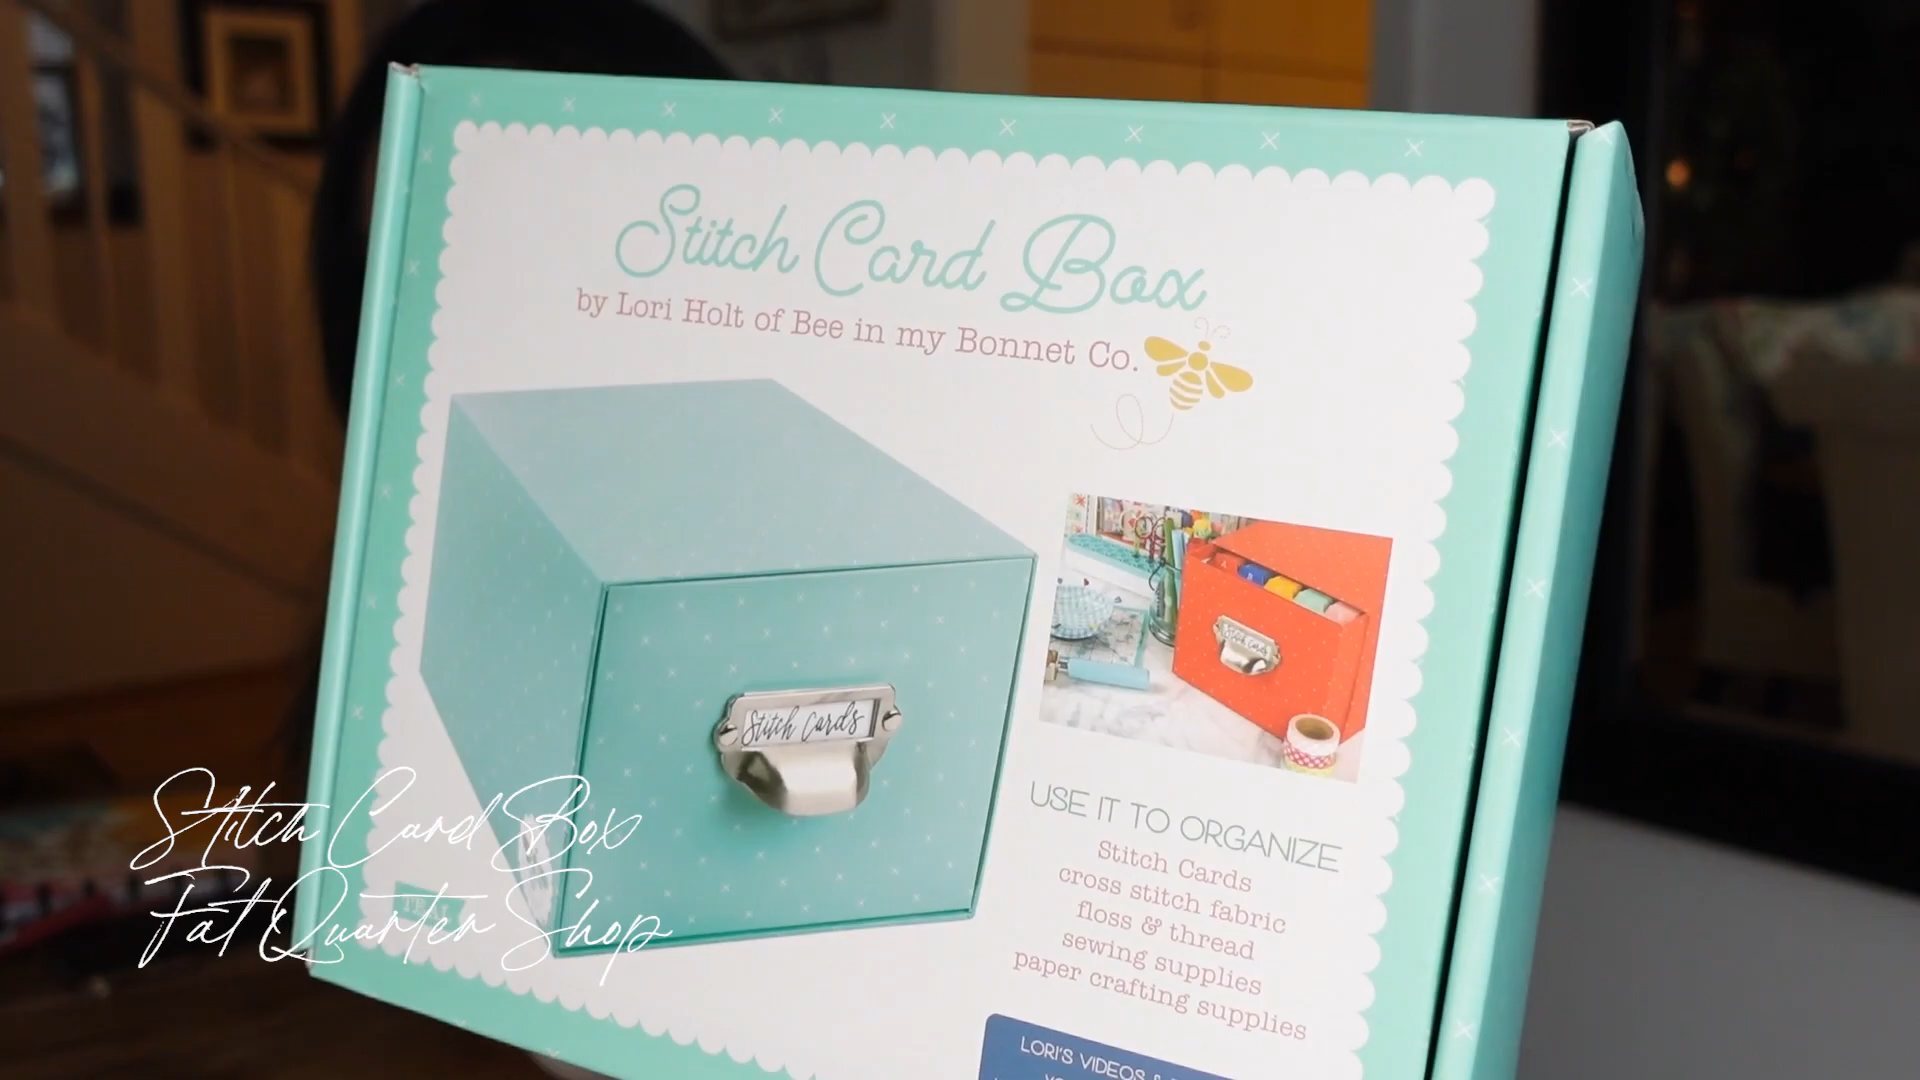 Stitch Card Box
by Lori Holt of Bee in my Bonnet Co.
Stitch Cards
USE IT TO ORGANIZE
Stitch Cards
cross stitch fabric
floss & thread
sewing supplies
paper crafting supplies
LORI'S VIDEOS
Stitch Card Box
Fat Quarter Shop